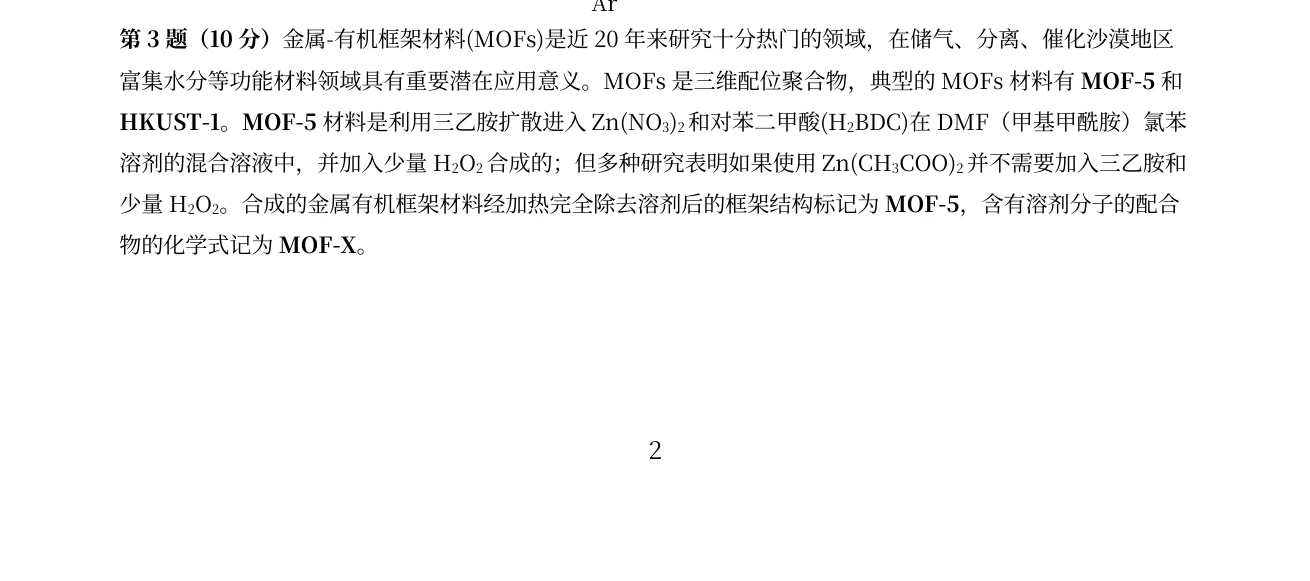 Ar
第 3 题（10 分）金属-有机框架材料(MOFs)是近 20 年来研究十分热门的领域，在储气、分离、催化沙漠地区
富集水分等功能材料领域具有重要潜在应用意义。MOFs 是三维配位聚合物，典型的 MOFs 材料有 MOF-5 和
HKUST-1。MOF-5 材料是利用三乙胺扩散进入 Zn(NO₃)₂和对苯二甲酸(H₂BDC)在 DMF（甲基甲酰胺）氯苯
溶剂的混合溶液中，并加入少量 H₂O₂合成的；但多种研究表明如果使用 Zn(CH₃COO)₂并不需要加入三乙胺和
少量 H₂O₂。合成的金属有机框架材料经加热完全除去溶剂后的框架结构标记为 MOF-5，含有溶剂分子的配合
物的化学式记为 MOF-X。
2